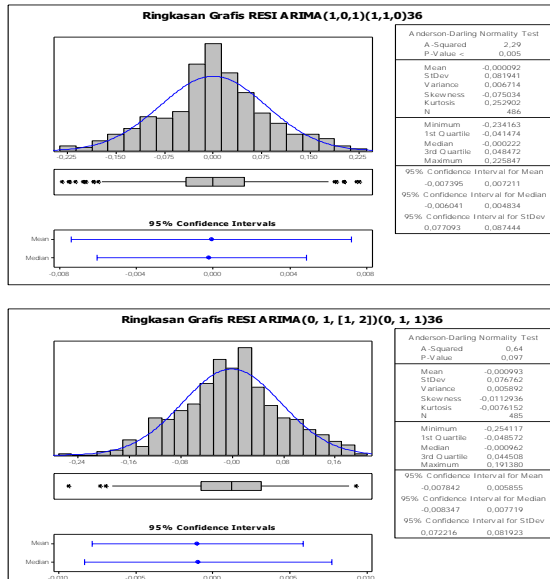 Ringkasan Grafis RESI ARIMA(1,0,1)(1,1,0)36
Anderson-Darling Normality Test
A-Squared 2,29
P-Value < 0,005
Mean -0,000092
StDev 0,081941
Variance 0,006714
Skewness -0,075034
Kurtosis 0,252902
N 486
Minimum -0,234163
1st Quartile -0,041474
Median -0,000222
3rd Quartile 0,048472
Maximum 0,225847
95% Confidence Interval for Mean
-0,007395 0,007211
95% Confidence Interval for Median
-0,006041 0,004834
95% Confidence Interval for StDev
0,077093 0,087444
-0,225 -0,150 -0,075 0,000 0,075 0,150 0,225
95% Confidence Intervals
Mean
Median
-0,008 -0,004 0,000 0,004 0,008
Ringkasan Grafis RESI ARIMA(0, 1, [1, 2])(0, 1, 1)36
Anderson-Darling Normality Test
A-Squared 0,64
P-Value 0,097
Mean -0,000993
StDev 0,076762
Variance 0,005892
Skewness -0,0112936
Kurtosis -0,0076152
N 485
Minimum -0,254117
1st Quartile -0,048572
Median -0,000962
3rd Quartile 0,044508
Maximum 0,191380
95% Confidence Interval for Mean
-0,007842 0,005855
95% Confidence Interval for Median
-0,008347 0,007719
95% Confidence Interval for StDev
0,072216 0,081923
-0,24 -0,16 -0,08 -0,00 0,08 0,16
95% Confidence Intervals
Mean
Median
-0,010 -0,005 0,000 0,005 0,010